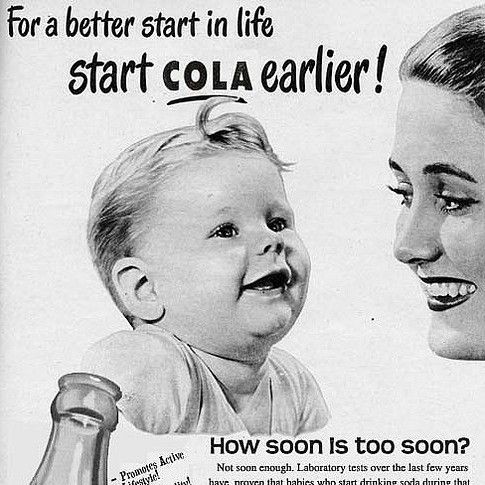 For a better start in life
start COLA earlier!
How soon is too soon?
Not soon enough. Laboratory tests over the last few years
have proven that babies who start drinking soda during that
- Promotes Active
Lifestyle!